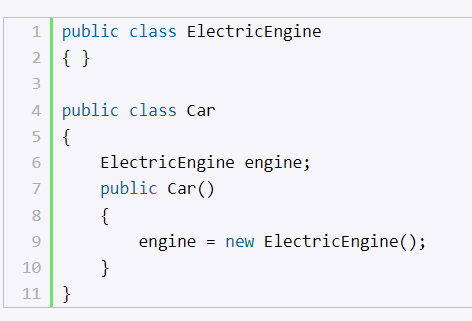 1 public class ElectricEngine
2 { }
3
4 public class Car
5 {
6     ElectricEngine engine;
7     public Car()
8     {
9         engine = new ElectricEngine();
10     }
11 }